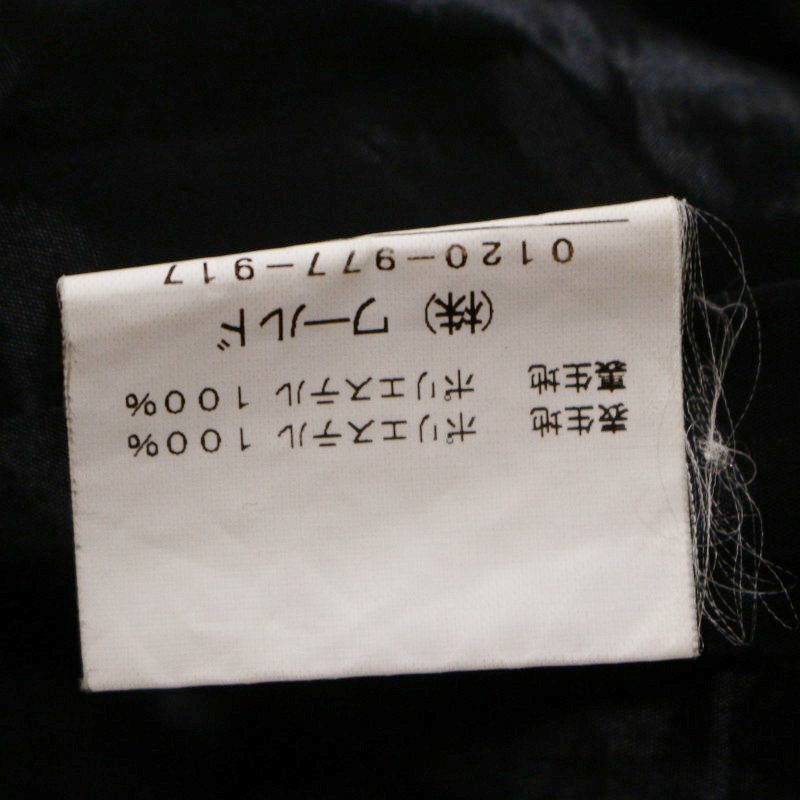 表生地 ポリエステル 100%
裏生地 ポリエステル 100%
(株) ワールド
0120-977-917